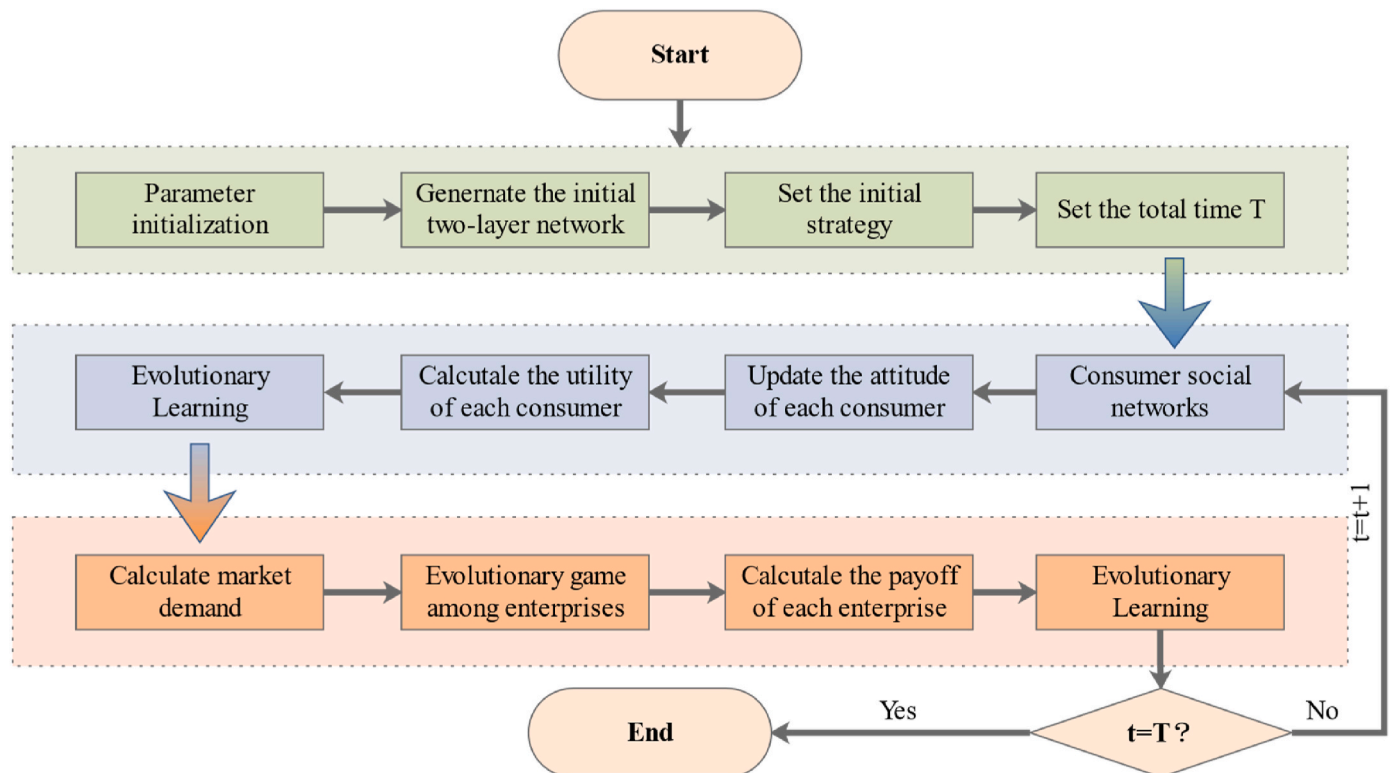 Start
Parameter
initialization
Genernate the initial
two-layer network
Set the initial
strategy
Set the total time T
Consumer social
networks
Update the attitude
of each consumer
Calcutale the utility
of each consumer
Evolutionary
Learning
Calculate market
demand
Evolutionary game
among enterprises
Calcutale the payoff
of each enterprise
Evolutionary
Learning
t=T？
No
t=t+1
Yes
End